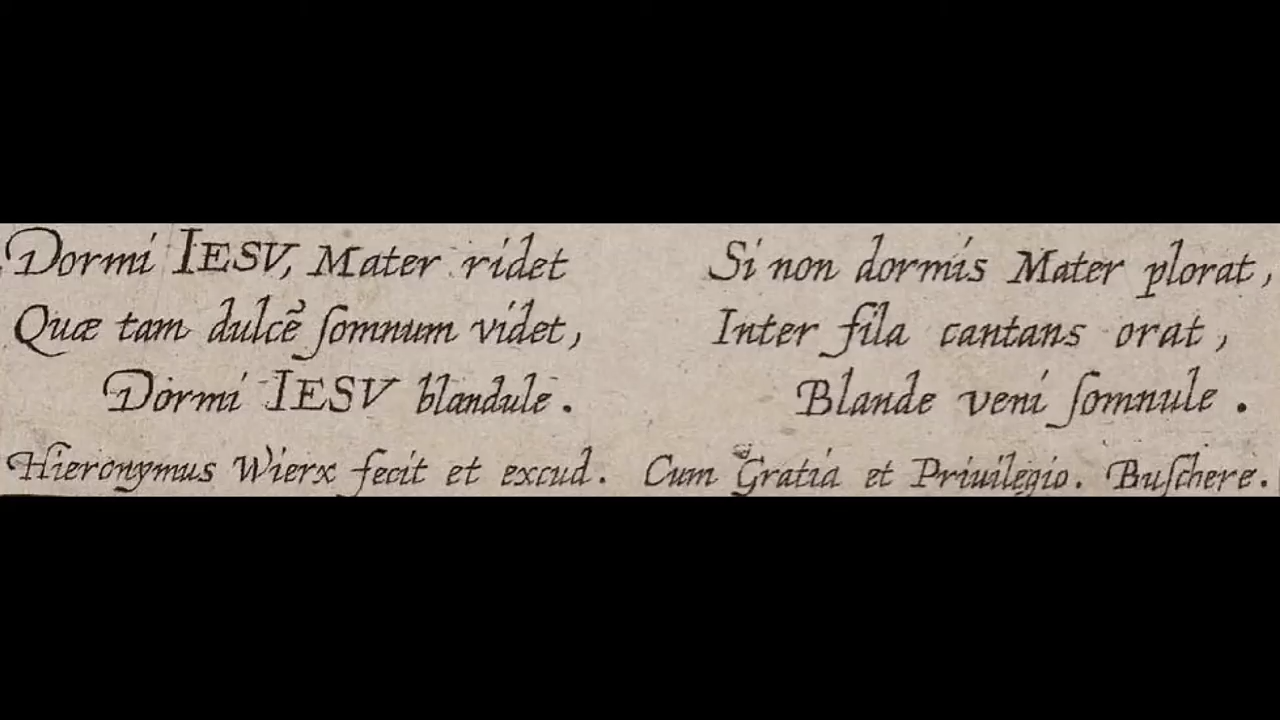 Dormi IESV, Mater ridet
Quæ tam dulcẽ ſomnum videt,
Dormi IESV blandule.
Si non dormis Mater plorat,
Inter fila cantans orat,
Blande veni ſomnule.
Hieronymus Wierx fecit et excud. Cum Gratia et Priuilegio. Buſchere.